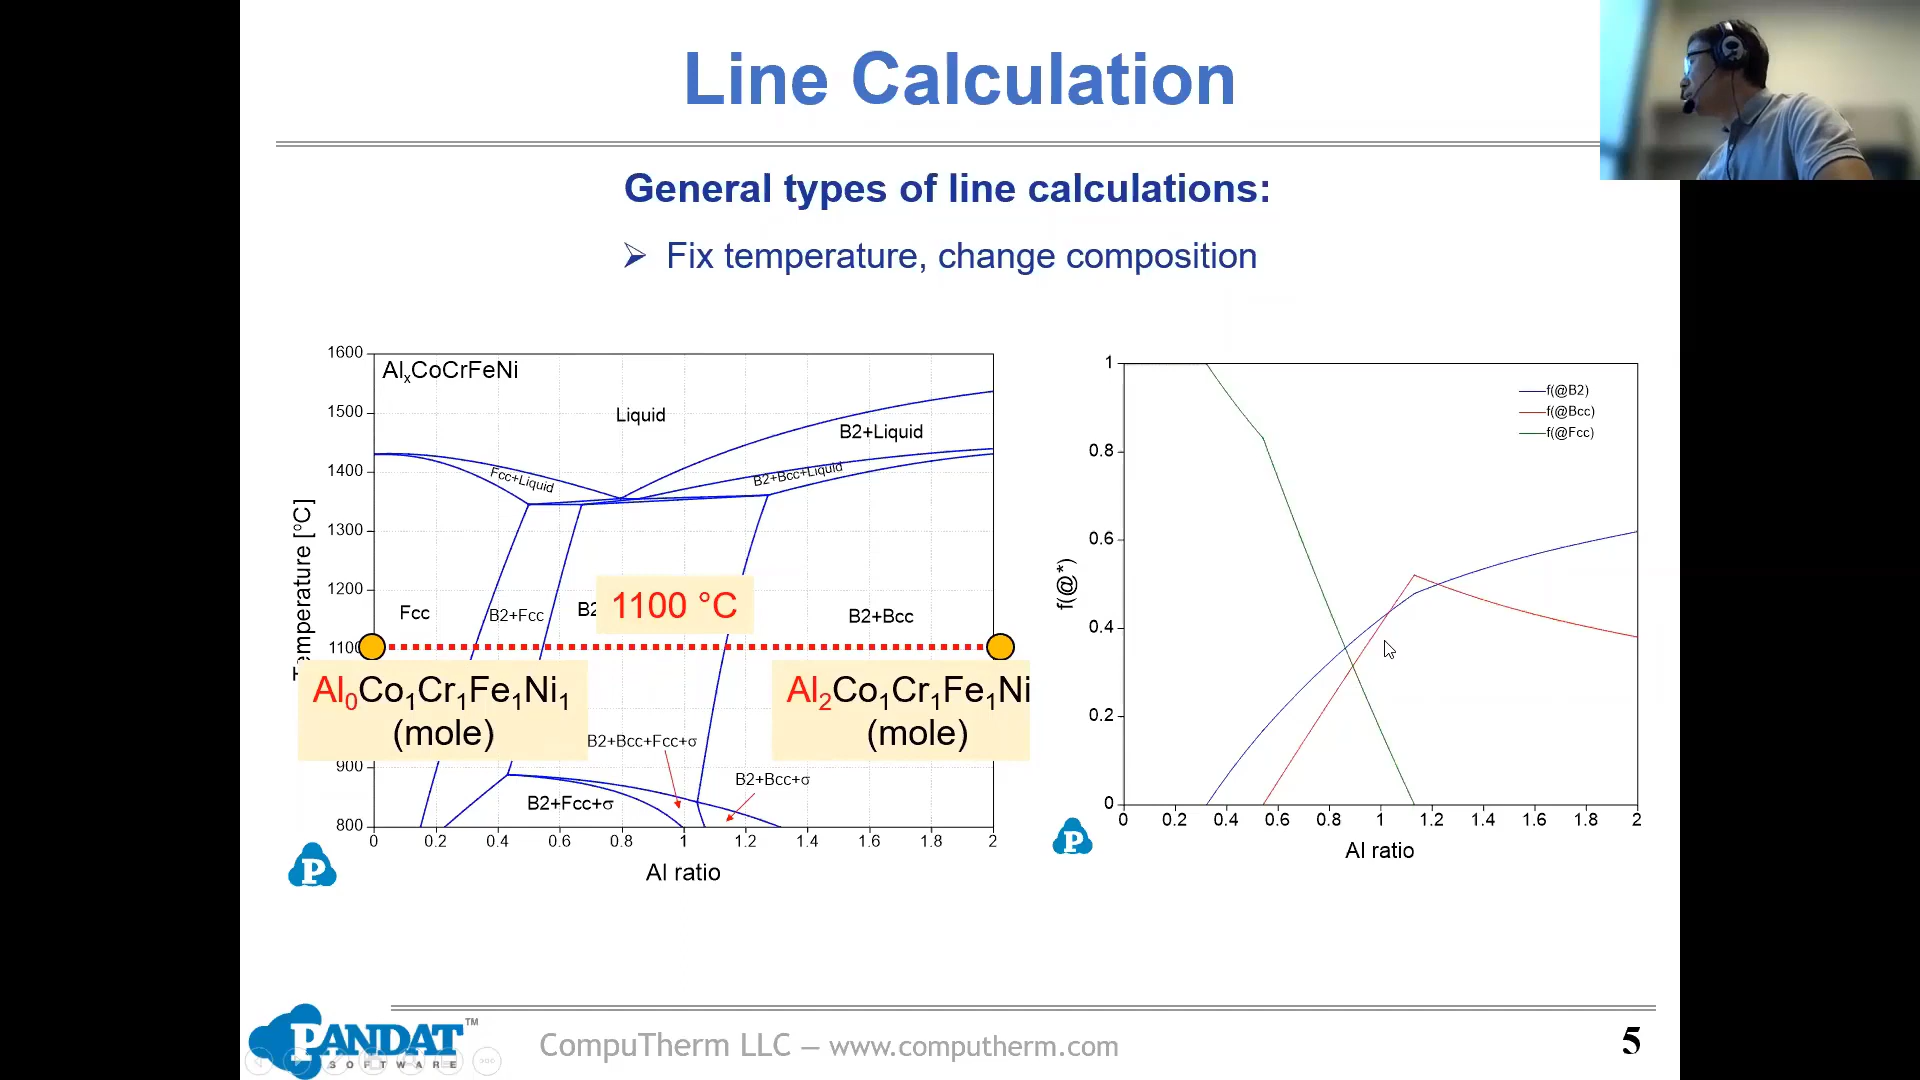 Line Calculation
General types of line calculations:
➢ Fix temperature, change composition
AlxCoCrFeNi
1600
1500
1400
1300
1200
1100
900
800
Temperature [°C]
Liquid
B2+Liquid
Fcc+Liquid
B2+Bcc+Liquid
Fcc
B2+Fcc
B2
1100 °C
B2+Bcc
Al0Co1Cr1Fe1Ni1
(mole)
Al2Co1Cr1Fe1Ni
(mole)
B2+Bcc+Fcc+σ
B2+Bcc+σ
B2+Fcc+σ
0 0.2 0.4 0.6 0.8 1 1.2 1.4 1.6 1.8 2
Al ratio
P
1
0.8
0.6
0.4
0.2
0
f(@*)
f(@B2)
f(@Bcc)
f(@Fcc)
0 0.2 0.4 0.6 0.8 1 1.2 1.4 1.6 1.8 2
Al ratio
P
PANDAT™
SOFTWARE
CompuTherm LLC – www.computherm.com
5